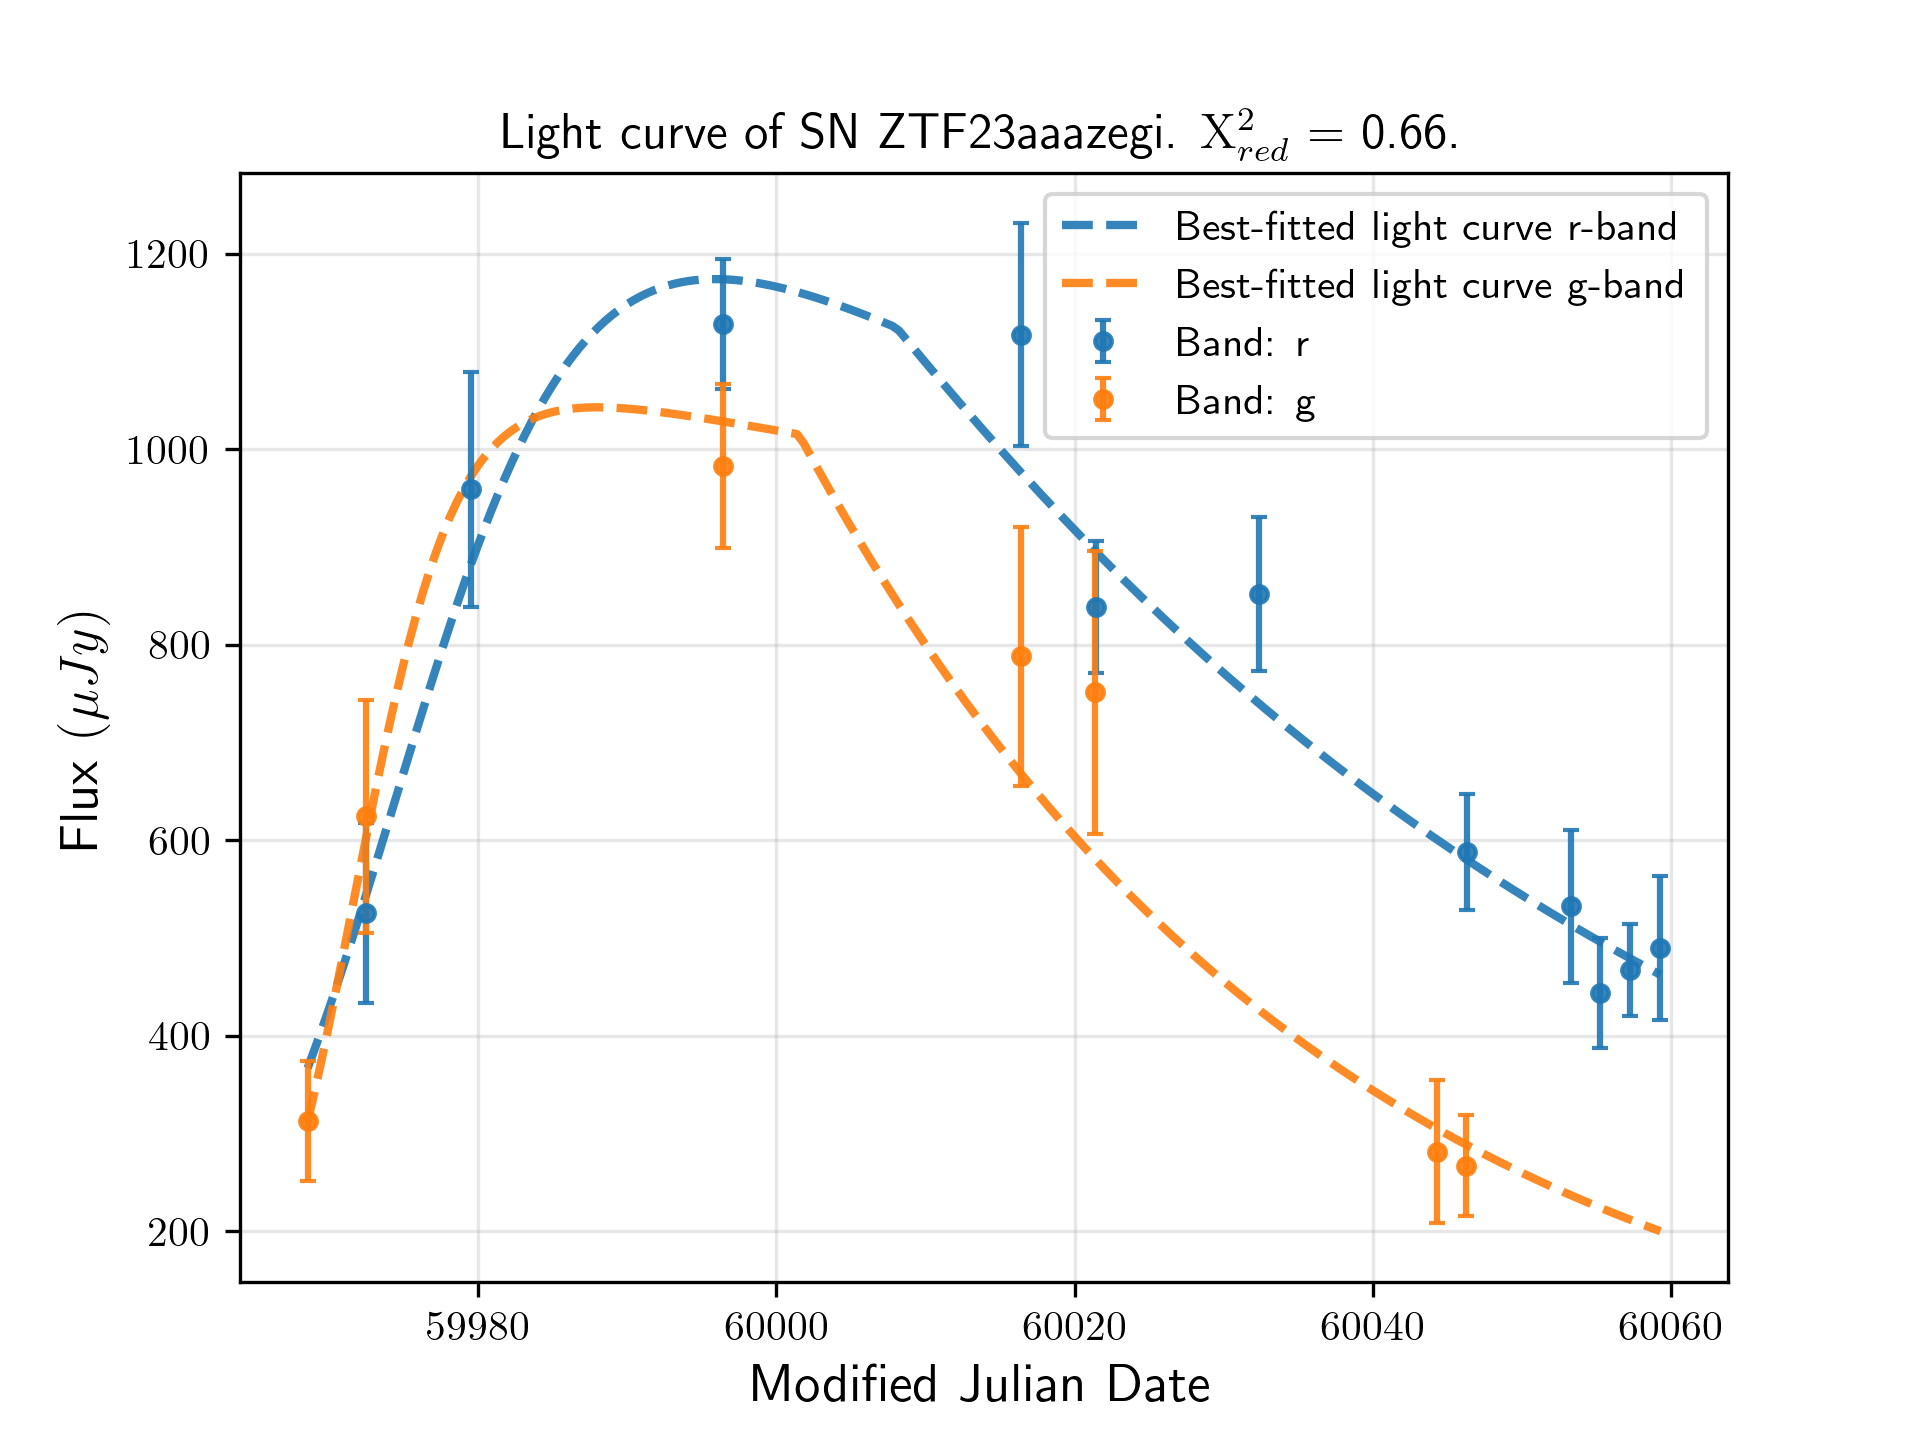 Light curve of SN ZTF23aaazegi. X²red = 0.66.
Best-fitted light curve r-band
Best-fitted light curve g-band
Band: r
Band: g
1200
1000
800
600
400
200
Flux (μJy)
59980 60000 60020 60040 60060
Modified Julian Date